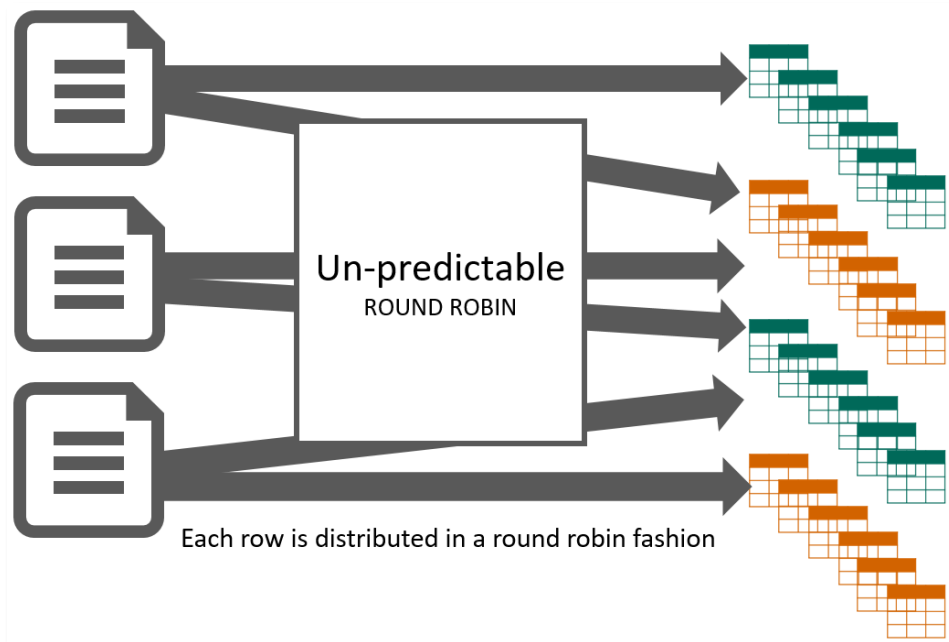 Un-predictable
ROUND ROBIN
Each row is distributed in a round robin fashion